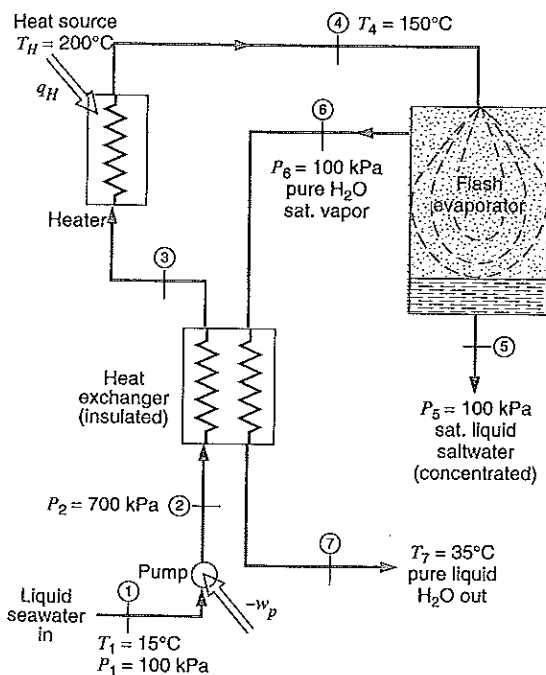 Heat source
T_H = 200°C
q_H
Heater
④ T_4 = 150°C
⑥
P_6 = 100 kPa
pure H₂O
sat. vapor
Flash
evaporator
③
⑤
P_5 = 100 kPa
sat. liquid
saltwater
(concentrated)
Heat
exchanger
(insulated)
P_2 = 700 kPa ②
⑦
T_7 = 35°C
pure liquid
H₂O out
Pump
–w_p
Liquid
seawater
in
①
T_1 = 15°C
P_1 = 100 kPa